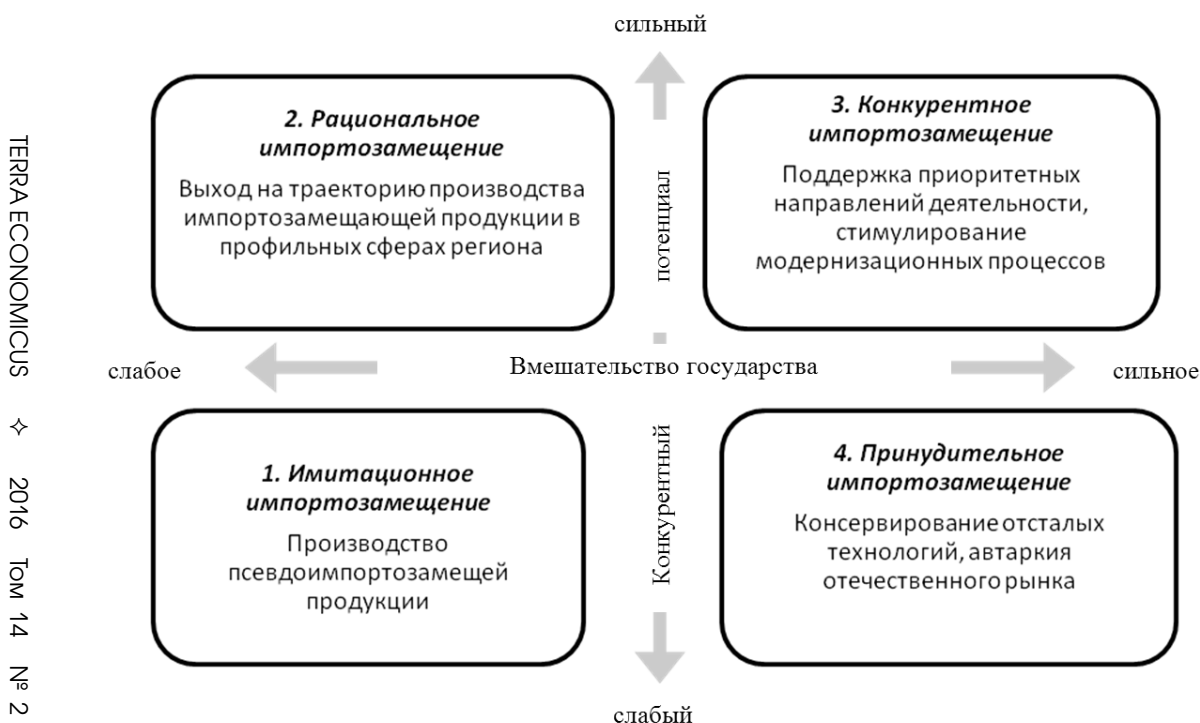 сильный
2. Рациональное
импортозамещение
Выход на траекторию производства
импортозамещающей продукции в
профильных сферах региона
3. Конкурентное
импортозамещение
Поддержка приоритетных
направлений деятельности,
стимулирование
модернизационных процессов
потенциал
слабое
Вмешательство государства
сильное
1. Имитационное
импортозамещение
Производство
псевдоимпортозамещей
продукции
Конкурентный
4. Принудительное
импортозамещение
Консервирование отсталых
технологий, автаркия
отечественного рынка
слабый
TERRA ECONOMICUS ✧ 2016 Том 14 № 2